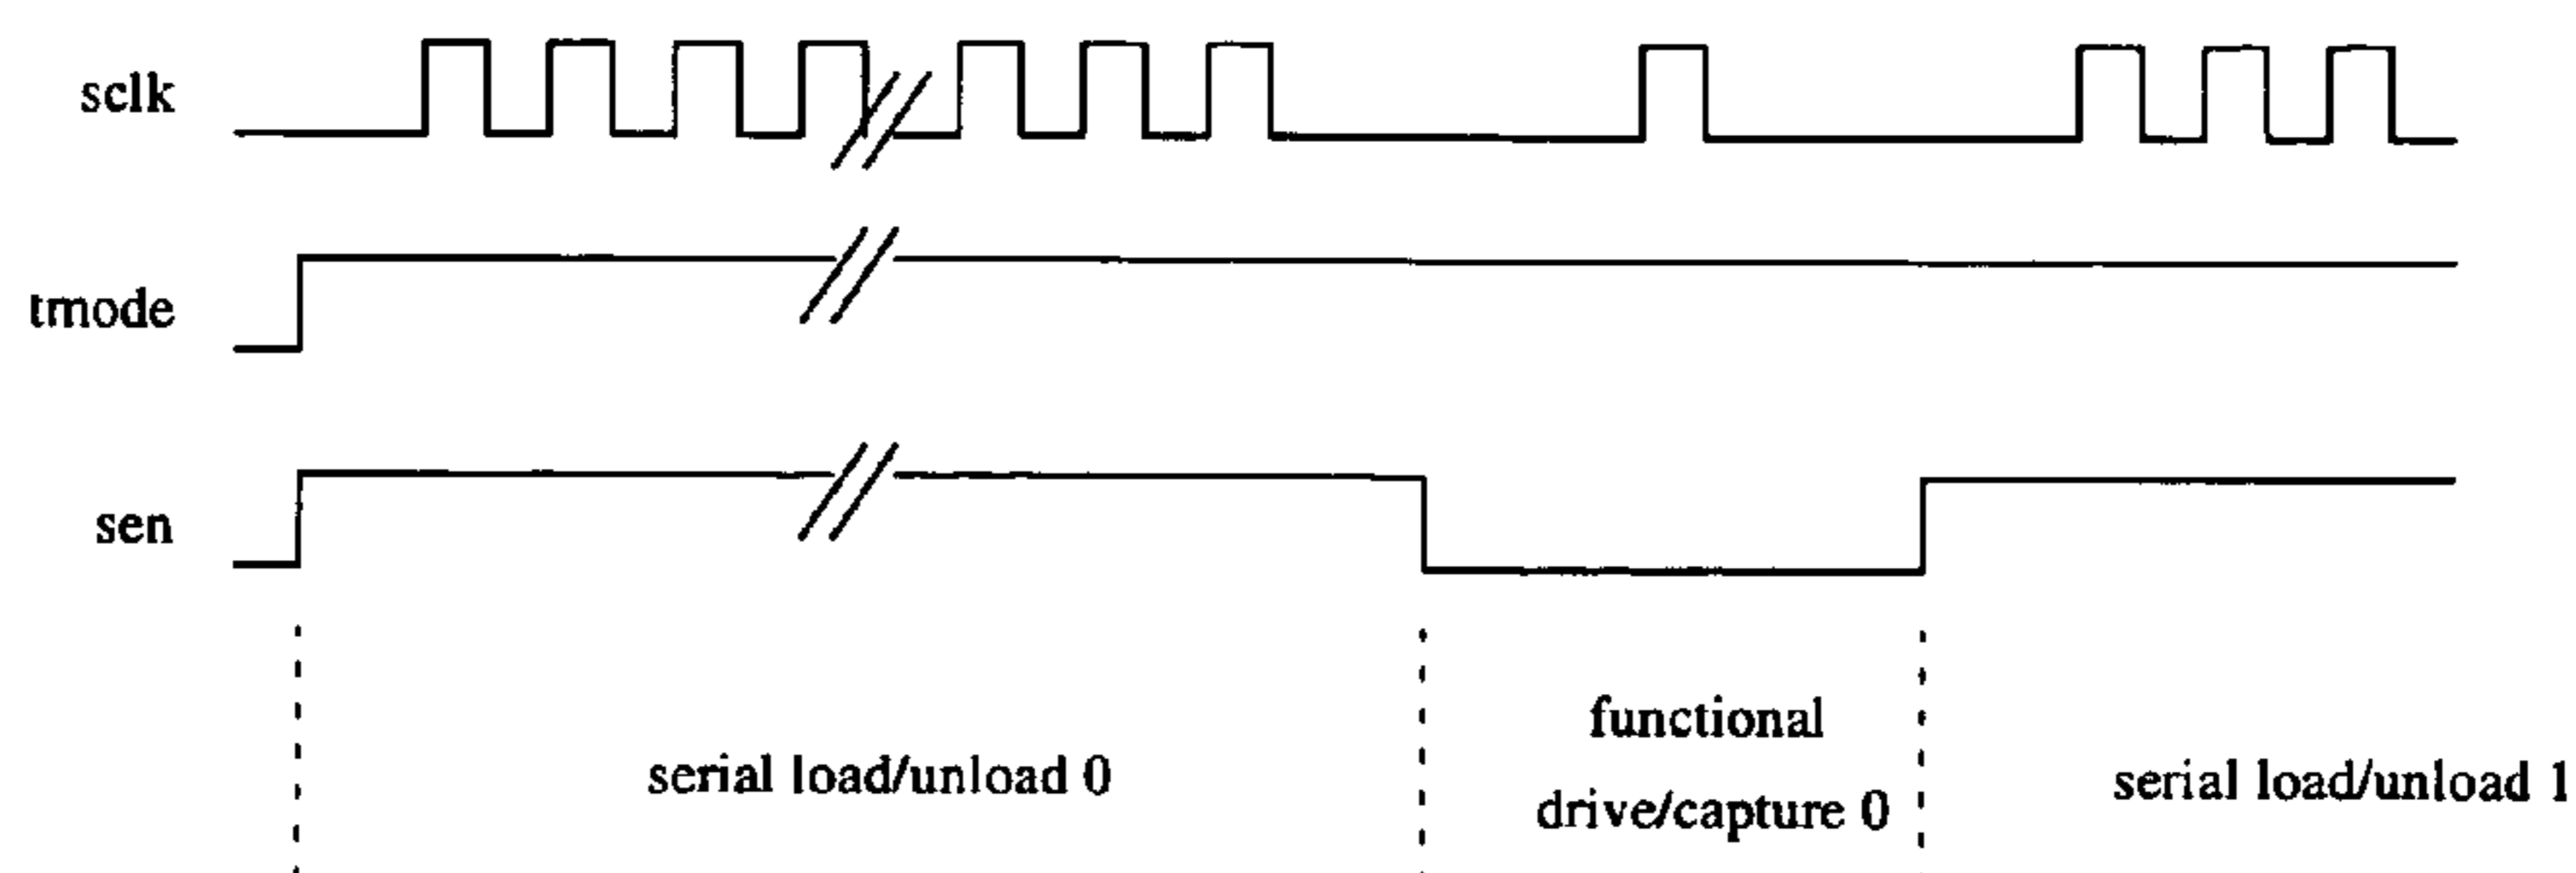 sclk
tmode
sen
serial load/unload 0
functional
drive/capture 0
serial load/unload 1